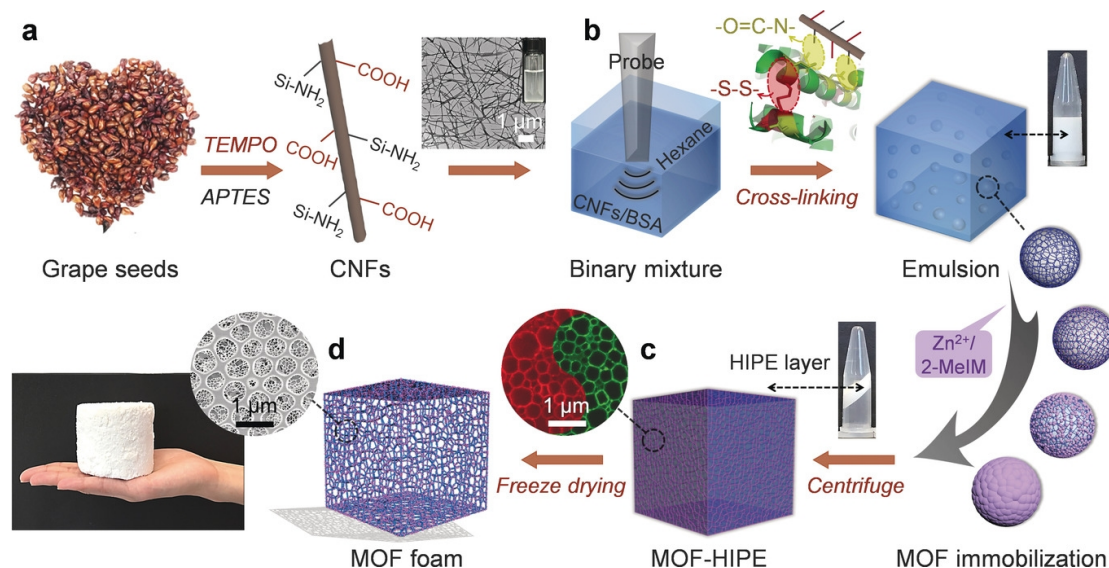 a
Si-NH2
COOH
COOH
Si-NH2
COOH
Si-NH2
TEMPO
APTES
1 µm
Grape seeds
CNFs
b
Probe
Hexane
CNFs/BSA
-O=C-N-
-S-S-
Cross-linking
Binary mixture
Emulsion
Zn2+/
2-MeIM
MOF immobilization
Centrifuge
c
HIPE layer
1 µm
MOF-HIPE
Freeze drying
d
1 µm
MOF foam